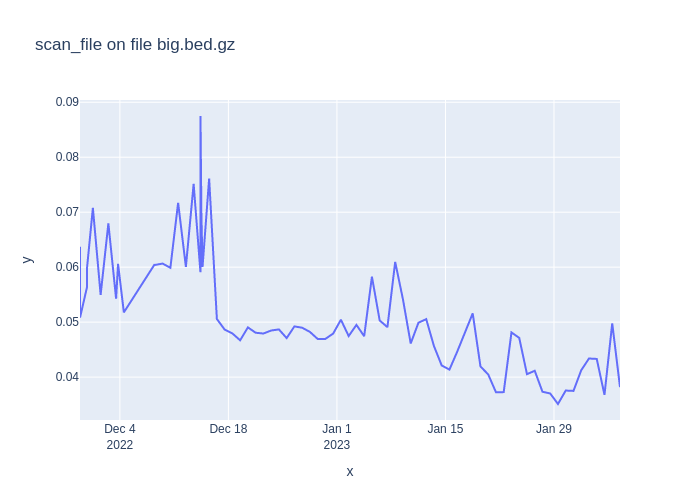 scan_file on file big.bed.gz
0.09
0.08
0.07
0.06
0.05
0.04
y
Dec 4
2022
Dec 18
Jan 1
2023
Jan 15
Jan 29
x